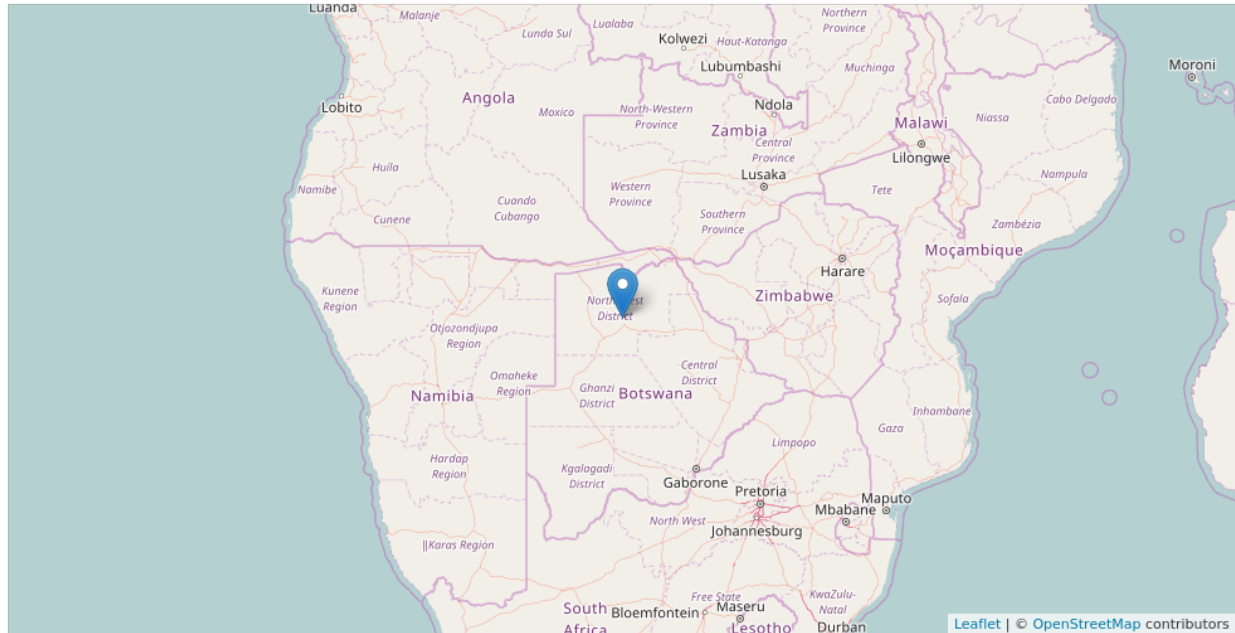 Luanda
Malanje
Lualaba
Northern
Province
Lunda Sul
Kolwezi
Haut-Katanga
Lubumbashi
Muchinga
Moroni
Lobito
Angola
Moxico
North-Western
Province
Ndola
Zambia
Malawi
Niassa
Cabo Delgado
Central
Province
Lilongwe
Huíla
Namibe
Western
Province
Lusaka
Tete
Nampula
Cunene
Cuando
Cubango
Southern
Province
Zambézia
Moçambique
Harare
Kunene
Region
North-West
District
Zimbabwe
Sofala
Otjozondjupa
Region
Omaheke
Region
Ghanzi
District
Central
District
Namibia
Botswana
Inhambane
Gaza
Limpopo
Hardap
Region
Kgalagadi
District
Gaborone
Pretoria
Maputo
Mbabane
North West
Johannesburg
ǁKaras Region
Free State
KwaZulu-
Natal
South
Africa
Bloemfontein
Maseru
Lesotho
Durban
Leaflet | © OpenStreetMap contributors